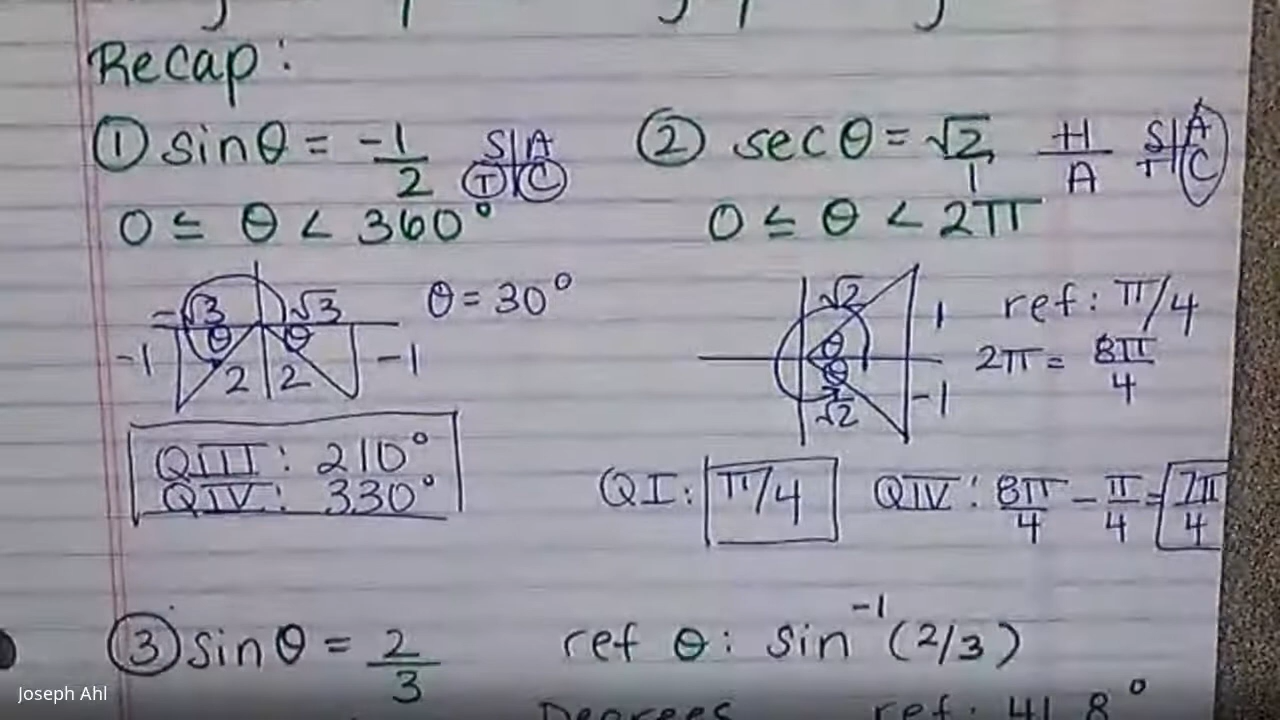 Recap:
① sinθ = -1/2 S A T C
0 ≤ θ < 360°
-√3 √3 θ = 30°
-1 θ θ -1
2 2
QIII: 210°
QIV: 330°
② secθ = √2/1 H/A S A T C
0 ≤ θ < 2π
√2 1 ref: π/4
θ 2π = 8π/4
θ
√2 -1
QI: π/4 QIV: 8π/4 - π/4 = 7π/4
③ sinθ = 2/3 ref θ: sin⁻¹(2/3)
Degrees ref: 41.8°
Joseph Ahl